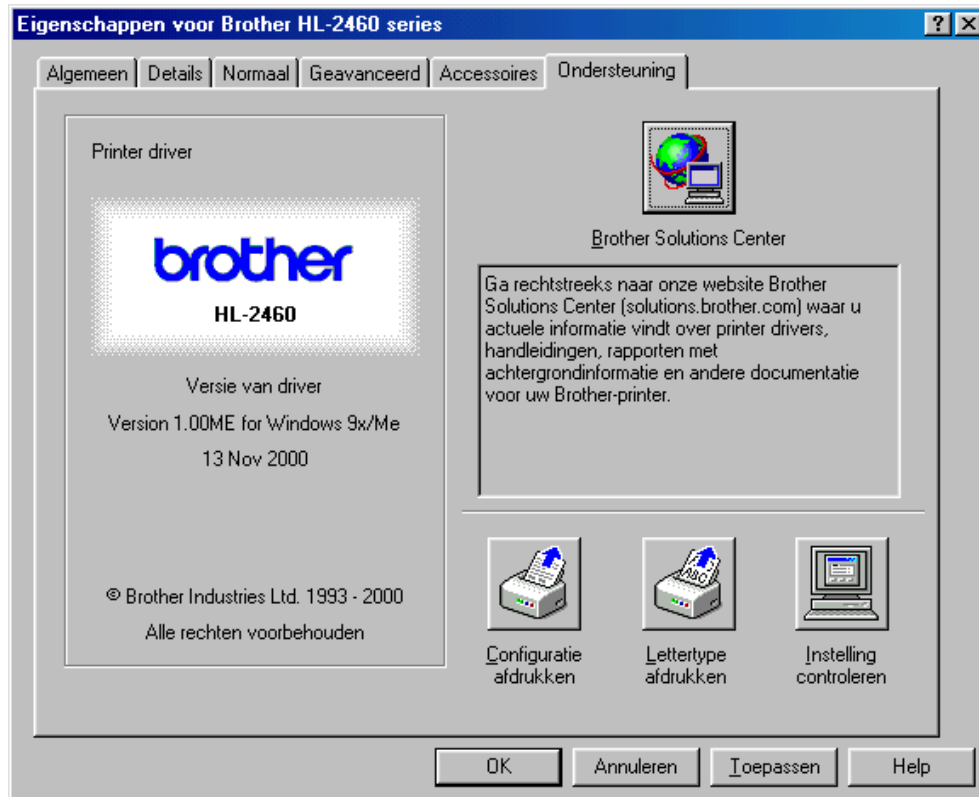 Eigenschappen voor Brother HL-2460 series
Algemeen Details Normaal Geavanceerd Accessoires Ondersteuning
Printer driver
brother
HL-2460
Versie van driver
Version 1.00ME for Windows 9x/Me
13 Nov 2000
© Brother Industries Ltd. 1993 - 2000
Alle rechten voorbehouden
Brother Solutions Center
Ga rechtstreeks naar onze website Brother
Solutions Center (solutions.brother.com) waar u
actuele informatie vindt over printer drivers,
handleidingen, rapporten met
achtergrondinformatie en andere documentatie
voor uw Brother-printer.
ABC
Configuratie
afdrukken
Lettertype
afdrukken
Instelling
controleren
OK Annuleren Toepassen Help